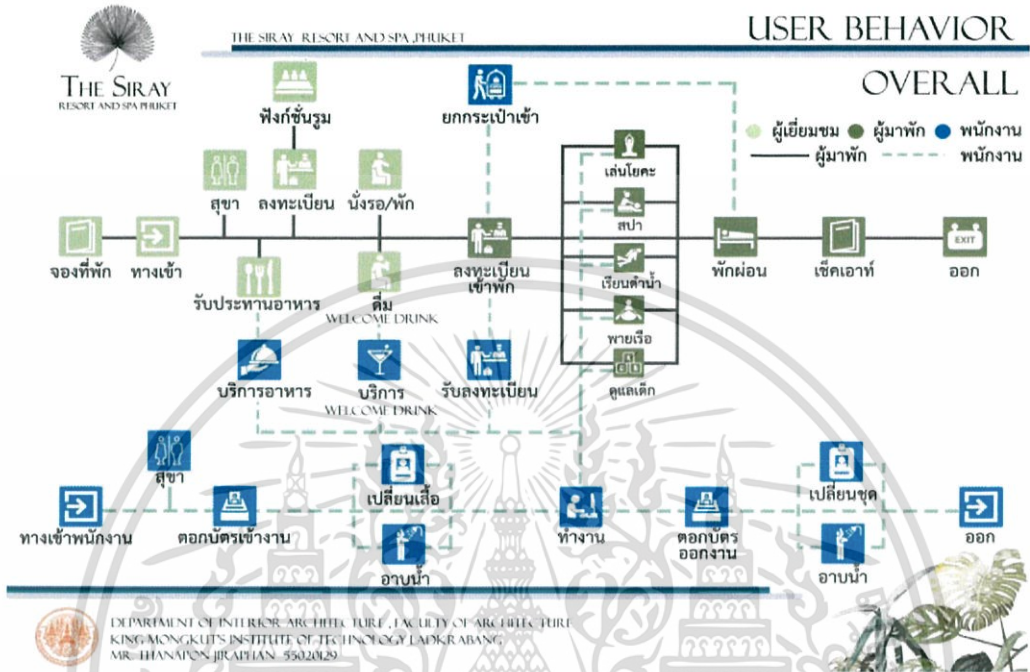 THE SIRAY RESORT AND SPA ,PHUKET
USER BEHAVIOR
THE SIRAY
RESORT AND SPA PHUKET
OVERALL
ผู้เยี่ยมชม ผู้มาพัก พนักงาน
ผู้มาพัก พนักงาน
ฟังก์ชั่นรูม
ยกกระเป๋าเข้า
สุขา ลงทะเบียน นั่งรอ/พัก
เล่นโยคะ
สปา
เรียนดำน้ำ
พายเรือ
ดูแลเด็ก
จองที่พัก ทางเข้า
ลงทะเบียน
เข้าพัก
พักผ่อน เช็คเอาท์ ออก
EXIT
รับประทานอาหาร
ดื่ม
WELCOME DRINK
บริการอาหาร บริการ รับลงทะเบียน
WELCOME DRINK
สุขา
เปลี่ยนเสื้อ
เปลี่ยนชุด
ทางเข้าพนักงาน ตอกบัตรเข้างาน
ทำงาน
ตอกบัตร
ออกงาน
ออก
อาบน้ำ
อาบน้ำ
DEPARTMENT OF INTERIOR ARCHITECTURE , FACULTY OF ARCHITECTURE
KING MONGKUT'S INSTITUTE OF TECHNOLOGY LADKRABANG
MR. THANAPON JIRAPHAN 55020129